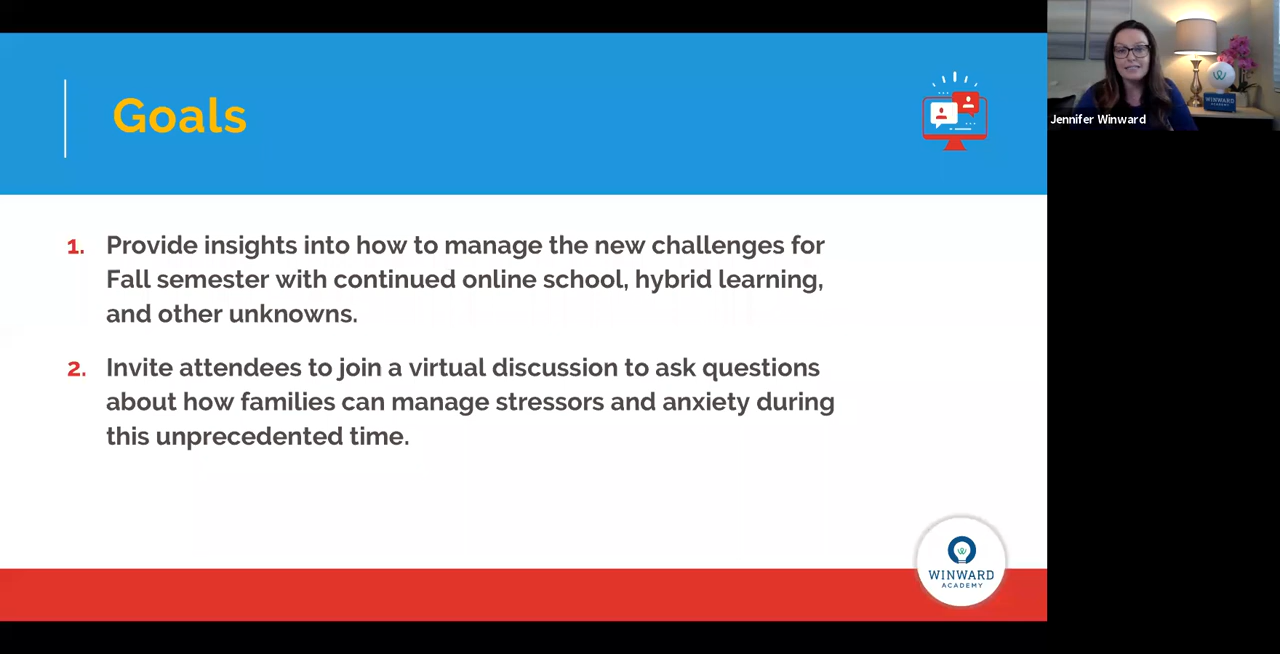 Goals
1. Provide insights into how to manage the new challenges for
Fall semester with continued online school, hybrid learning,
and other unknowns.
2. Invite attendees to join a virtual discussion to ask questions
about how families can manage stressors and anxiety during
this unprecedented time.
WINWARD
ACADEMY
Jennifer Winward
WINWARD
ACADEMY